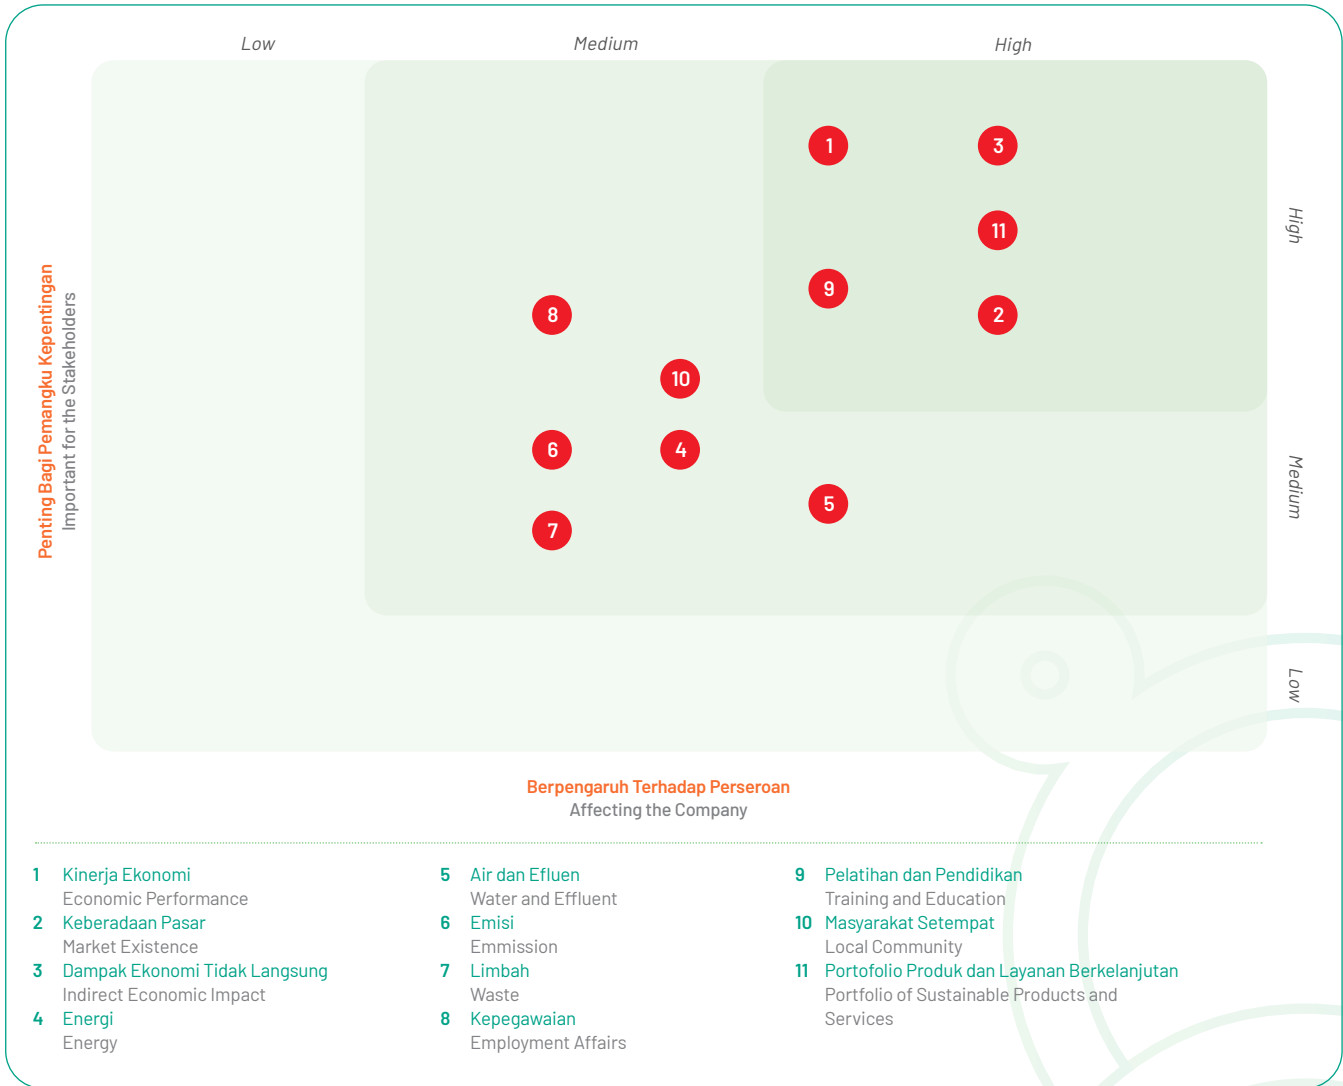 Low
Medium
High
1
3
11
9
2
8
10
6
4
5
7
High
Medium
Low
Penting Bagi Pemangku Kepentingan
Important for the Stakeholders
Berpengaruh Terhadap Perseroan
Affecting the Company
1 Kinerja Ekonomi
Economic Performance
2 Keberadaan Pasar
Market Existence
3 Dampak Ekonomi Tidak Langsung
Indirect Economic Impact
4 Energi
Energy
5 Air dan Efluen
Water and Effluent
6 Emisi
Emmission
7 Limbah
Waste
8 Kepegawaian
Employment Affairs
9 Pelatihan dan Pendidikan
Training and Education
10 Masyarakat Setempat
Local Community
11 Portofolio Produk dan Layanan Berkelanjutan
Portfolio of Sustainable Products and
Services